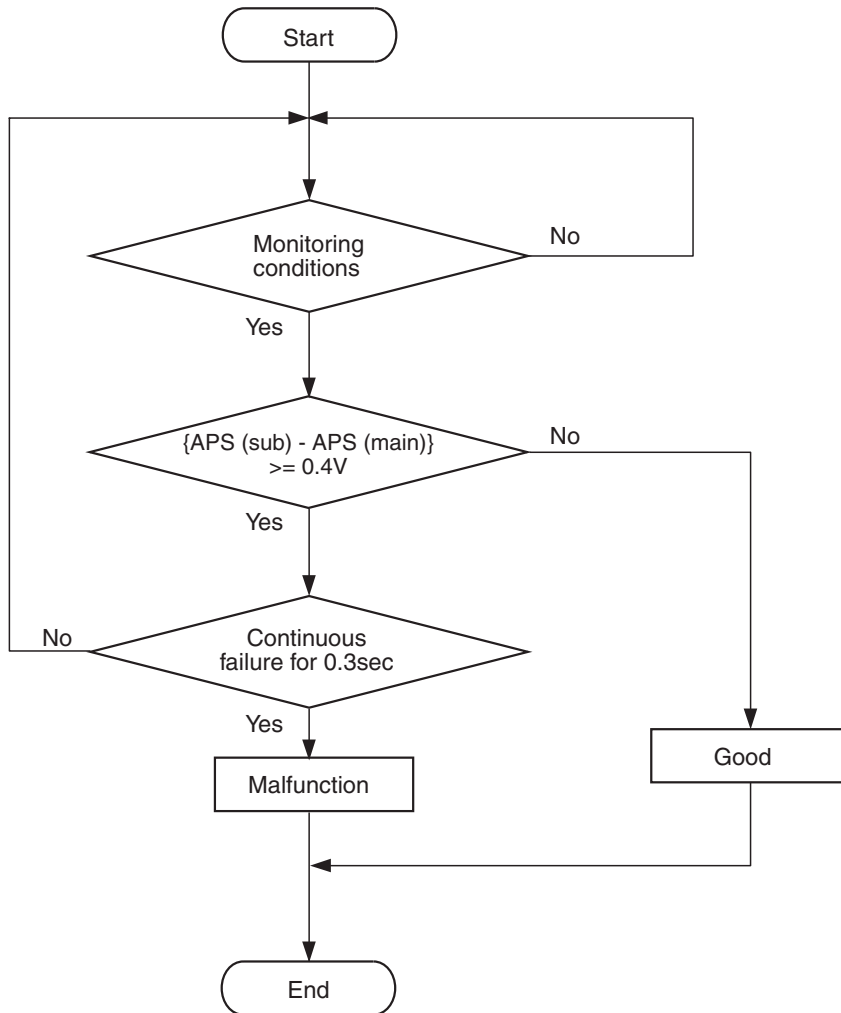 Start
Monitoring
conditions
No
Yes
{APS (sub) - APS (main)}
>= 0.4V
No
Yes
Continuous
failure for 0.3sec
No
Yes
Malfunction
Good
End